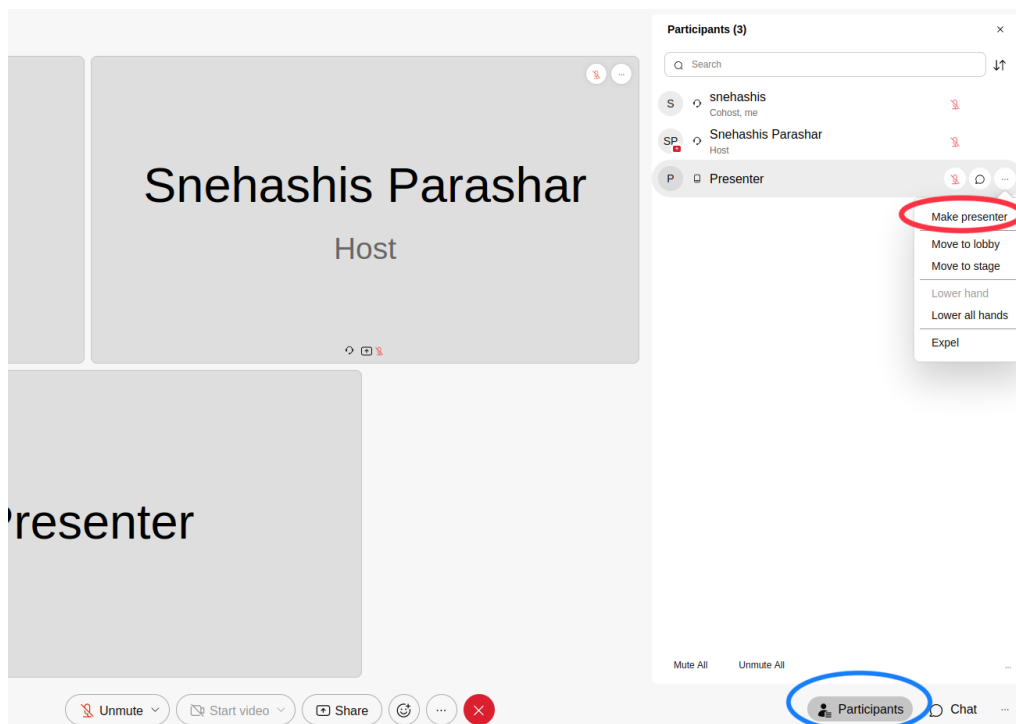 Participants (3)
Search
S
snehashis
Cohost, me
SP
Snehashis Parashar
Host
P
Presenter
Make presenter
Move to lobby
Move to stage
Lower hand
Lower all hands
Expel
Snehashis Parashar
Host
Presenter
Mute All
Unmute All
Unmute
Start video
Share
Participants
Chat